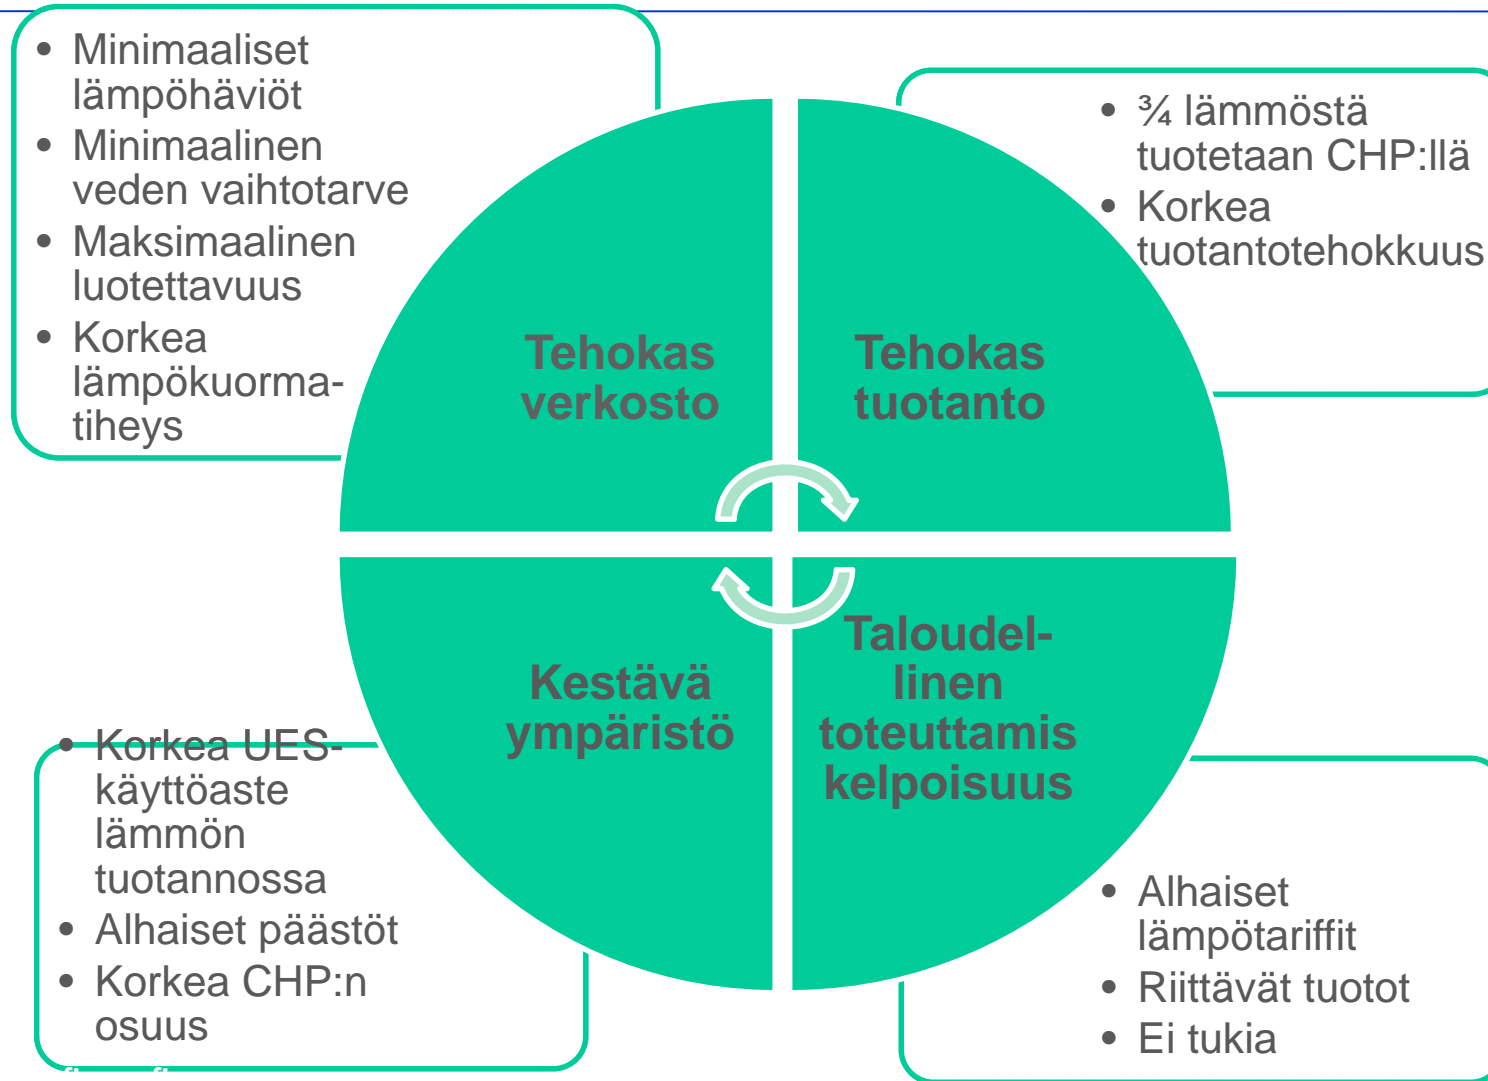 • Minimaaliset
lämpöhäviöt
• Minimaalinen
veden vaihtotarve
• Maksimaalinen
luotettavuus
• Korkea
lämpökuorma-
tiheys
• ¾ lämmöstä
tuotetaan CHP:llä
• Korkea
tuotantotehokkuus
Tehokas
verkosto
Tehokas
tuotanto
Kestävä
ympäristö
Taloudel-
linen
toteuttamis
kelpoisuus
• Korkea UES-
käyttöaste
lämmön
tuotannossa
• Alhaiset päästöt
• Korkea CHP:n
osuus
• Alhaiset
lämpötariffit
• Riittävät tuotot
• Ei tukia